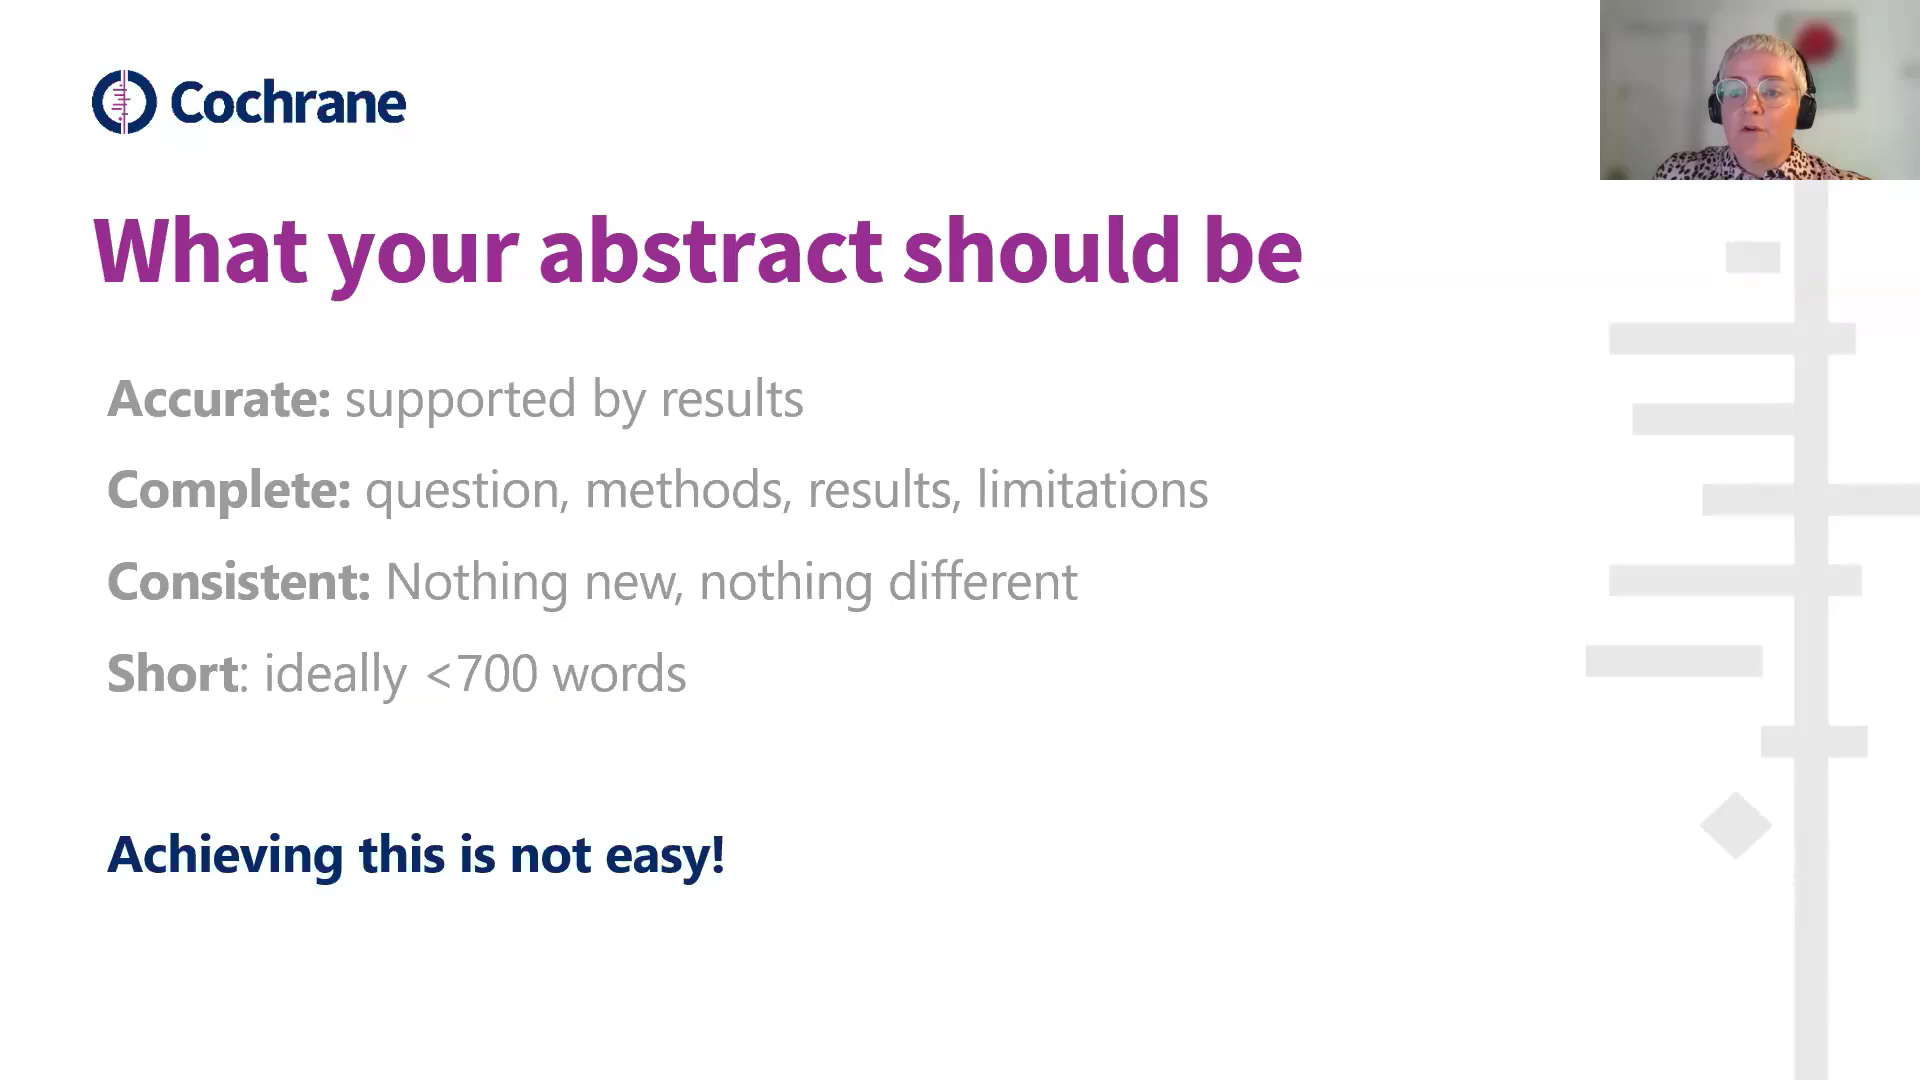 Cochrane
What your abstract should be
Accurate: supported by results
Complete: question, methods, results, limitations
Consistent: Nothing new, nothing different
Short: ideally <700 words
Achieving this is not easy!